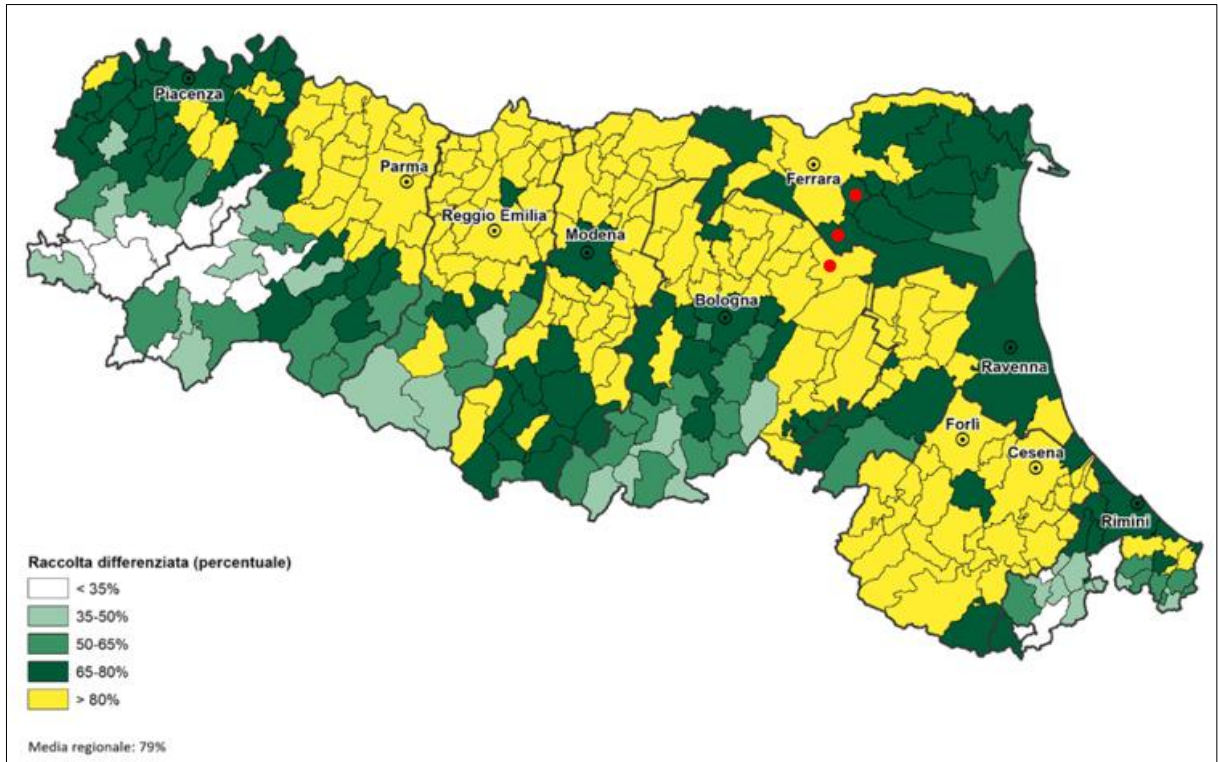 Piacenza
Parma
Ferrara
Reggio Emilia
Modena
Bologna
Ravenna
Forlì
Cesena
Rimini
Raccolta differenziata (percentuale)
< 35%
35-50%
50-65%
65-80%
> 80%
Media regionale: 79%